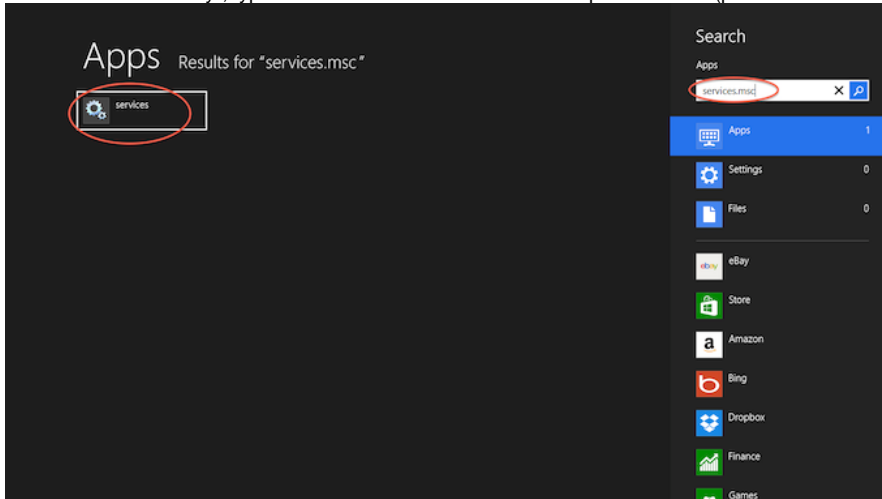 Search
Apps Results for "services.msc"
Apps
services.msc
services
Apps 1
Settings 0
Files 0
ebay eBay
Store
a Amazon
Bing
Dropbox
Finance
Games